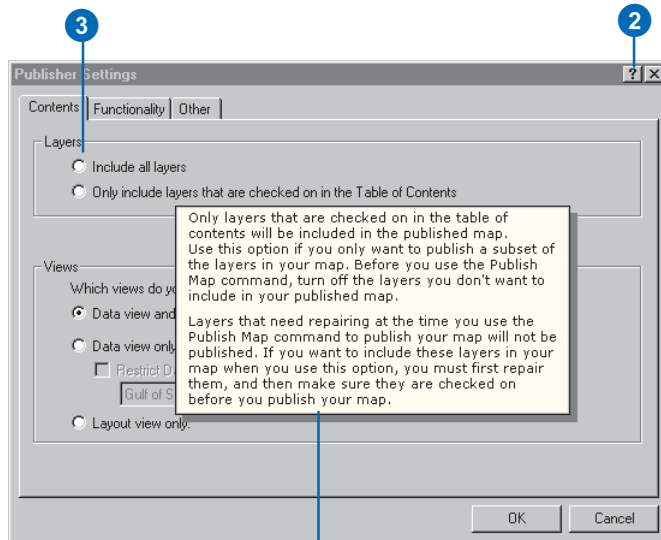 3
2
Publisher Settings
? X
Contents Functionality Other
Layers
Include all layers
Only include layers that are checked on in the Table of Contents
Only layers that are checked on in the table of
contents will be included in the published map.
Use this option if you only want to publish a subset of
the layers in your map. Before you use the Publish
Map command, turn off the layers you don't want to
include in your published map.
Layers that need repairing at the time you use the
Publish Map command to publish your map will not be
published. If you want to include these layers in your
map when you use this option, you must first repair
them, and then make sure they are checked on
before you publish your map.
Views
Which views do
Data view and
Data view only
Restrict
Gulf of S
Layout view only.
OK Cancel